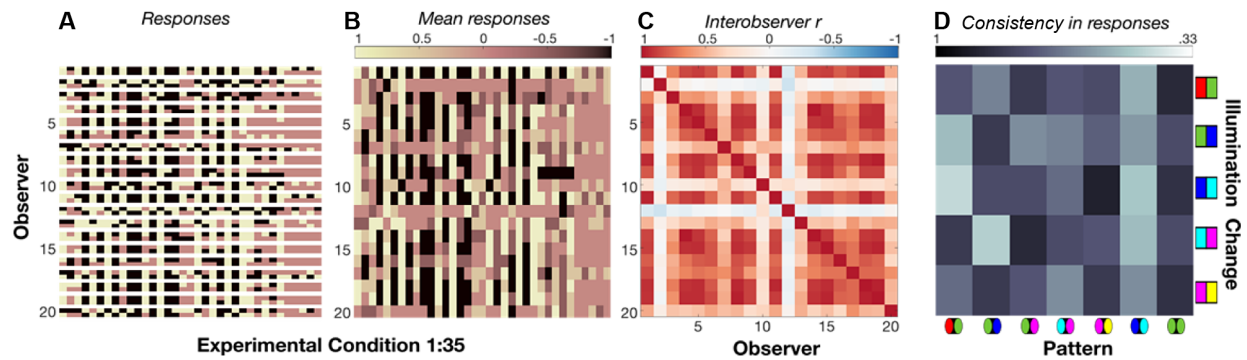 A Responses
B Mean responses
C Interobserver r
D Consistency in responses
1 0.5 0 -0.5 -1
1 0.5 0 -0.5 -1
1 .33
Observer
5
10
15
20
5
10
15
20
5
10
15
20
5 10 15 20
Experimental Condition 1:35
Observer
Pattern
Illumination Change